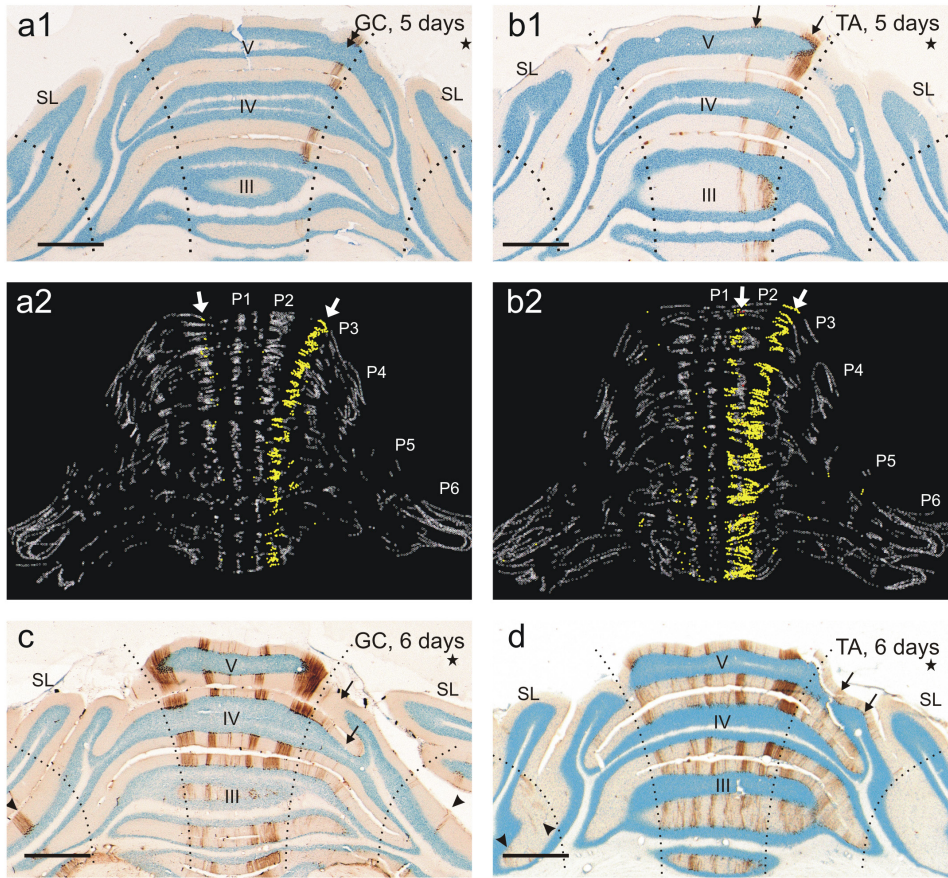 a1
GC, 5 days
★
SL
SL
V
IV
III
b1
TA, 5 days
★
SL
SL
V
IV
III
a2
P1
P2
P3
P4
P5
P6
b2
P1
P2
P3
P4
P5
P6
c
GC, 6 days
★
SL
SL
V
IV
III
d
TA, 6 days
★
SL
SL
V
IV
III